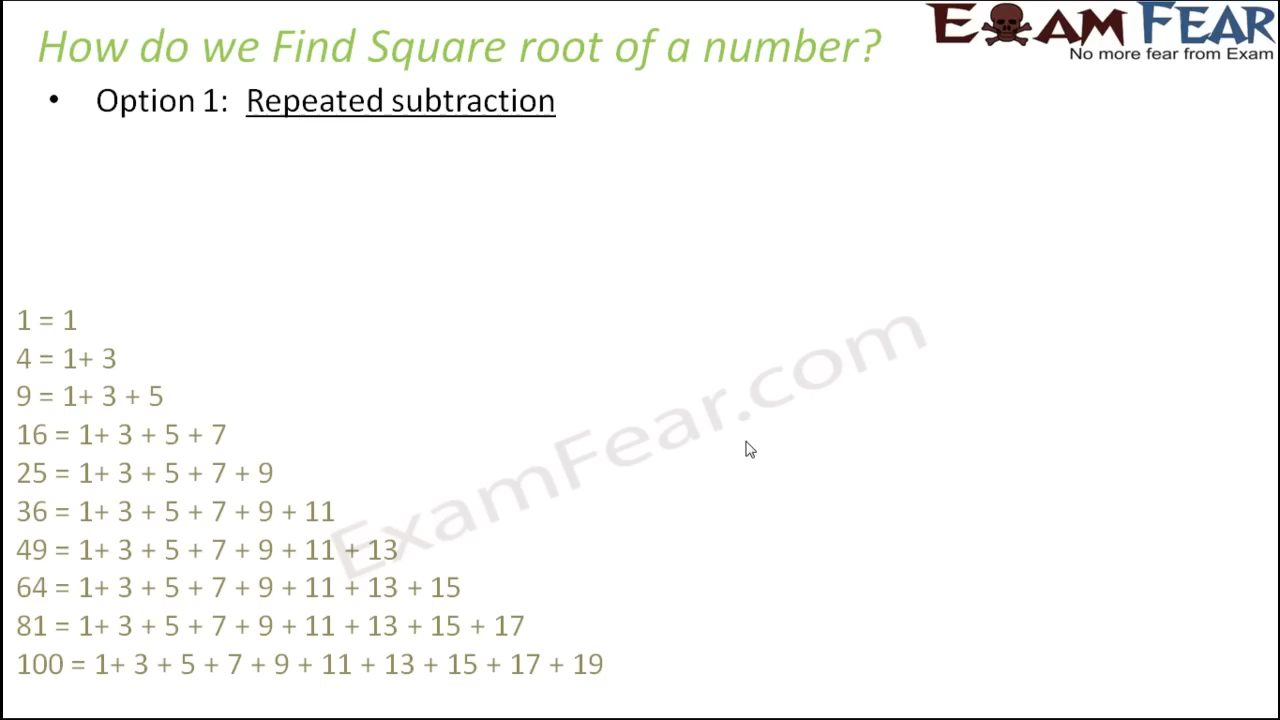 How do we Find Square root of a number?
EXAM FEAR
No more fear from Exam
• Option 1: Repeated subtraction
1 = 1
4 = 1+ 3
9 = 1+ 3 + 5
16 = 1+ 3 + 5 + 7
25 = 1+ 3 + 5 + 7 + 9
36 = 1+ 3 + 5 + 7 + 9 + 11
49 = 1+ 3 + 5 + 7 + 9 + 11 + 13
64 = 1+ 3 + 5 + 7 + 9 + 11 + 13 + 15
81 = 1+ 3 + 5 + 7 + 9 + 11 + 13 + 15 + 17
100 = 1+ 3 + 5 + 7 + 9 + 11 + 13 + 15 + 17 + 19
ExamFear.com